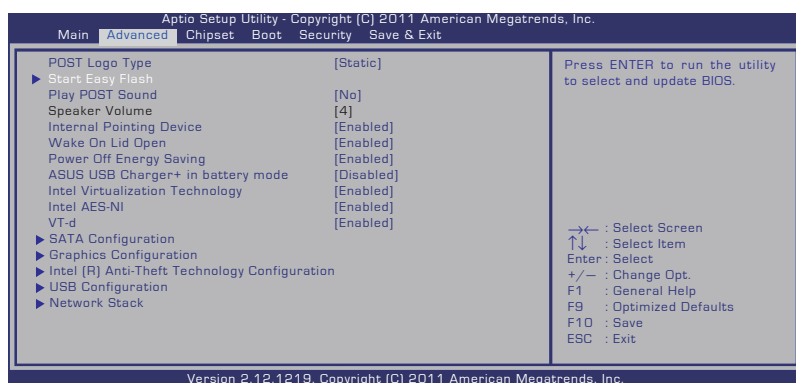 Aptio Setup Utility - Copyright (C) 2011 American Megatrends, Inc.
Main Advanced Chipset Boot Security Save & Exit
POST Logo Type [Static]
Start Easy Flash
Play POST Sound [No]
Speaker Volume [4]
Internal Pointing Device [Enabled]
Wake On Lid Open [Enabled]
Power Off Energy Saving [Enabled]
ASUS USB Charger+ in battery mode [Disabled]
Intel Virtualization Technology [Enabled]
Intel AES-NI [Enabled]
VT-d [Enabled]
SATA Configuration
Graphics Configuration
Intel (R) Anti-Theft Technology Configuration
USB Configuration
Network Stack
Press ENTER to run the utility
to select and update BIOS.
→← : Select Screen
↑↓ : Select Item
Enter : Select
+/— : Change Opt.
F1 : General Help
F9 : Optimized Defaults
F10 : Save
ESC : Exit
Version 2.12.1219. Copyright (C) 2011 American Megatrends, Inc.